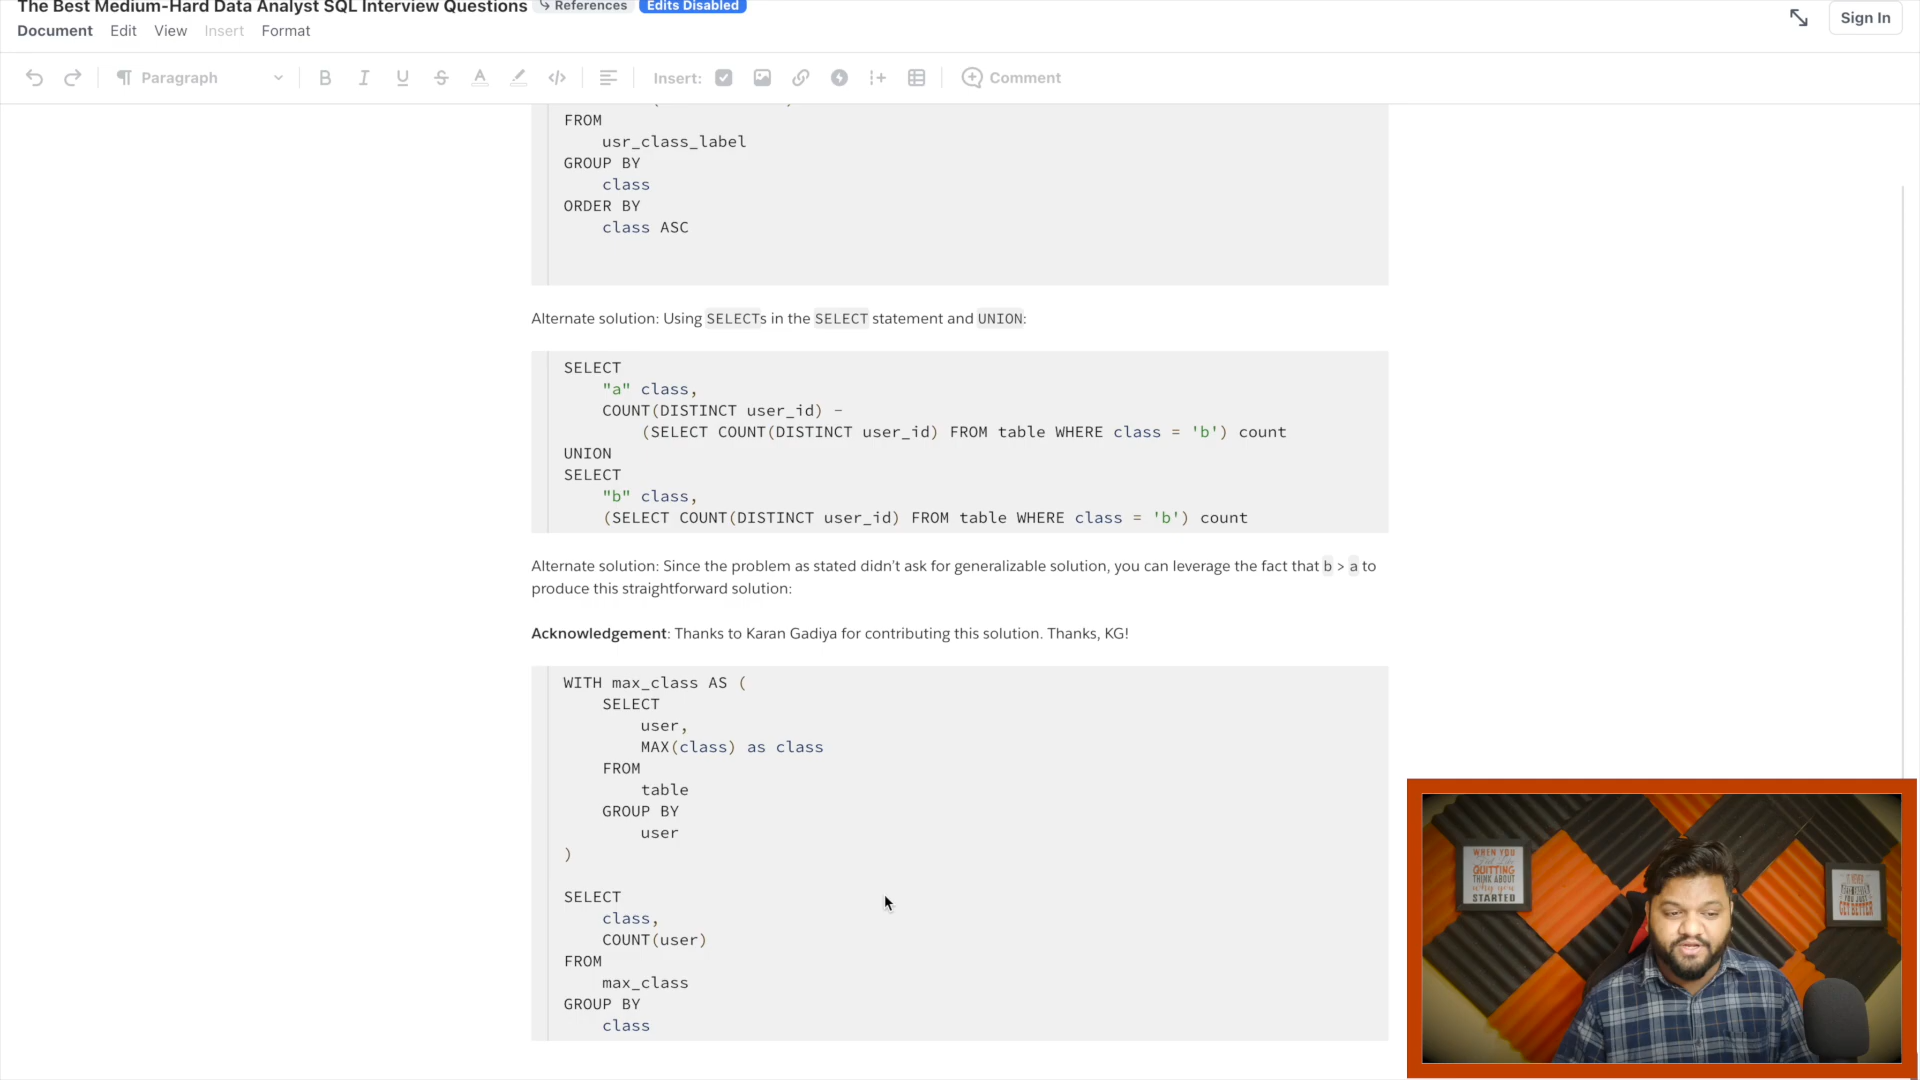 The Best Medium-Hard Data Analyst SQL Interview Questions References Edits Disabled
Document Edit View Insert Format Sign In
Paragraph B I U S A Insert: Comment
FROM
usr_class_label
GROUP BY
class
ORDER BY
class ASC
Alternate solution: Using SELECTs in the SELECT statement and UNION:
SELECT
"a" class,
COUNT(DISTINCT user_id) -
(SELECT COUNT(DISTINCT user_id) FROM table WHERE class = 'b') count
UNION
SELECT
"b" class,
(SELECT COUNT(DISTINCT user_id) FROM table WHERE class = 'b') count
Alternate solution: Since the problem as stated didn't ask for generalizable solution, you can leverage the fact that b > a to
produce this straightforward solution:
Acknowledgement: Thanks to Karan Gadiya for contributing this solution. Thanks, KG!
WITH max_class AS (
SELECT
user,
MAX(class) as class
FROM
table
GROUP BY
user
)
SELECT
class,
COUNT(user)
FROM
max_class
GROUP BY
class
WHEN YOU
QUITTING
THINK ABOUT
why you
STARTED
GET BETTER